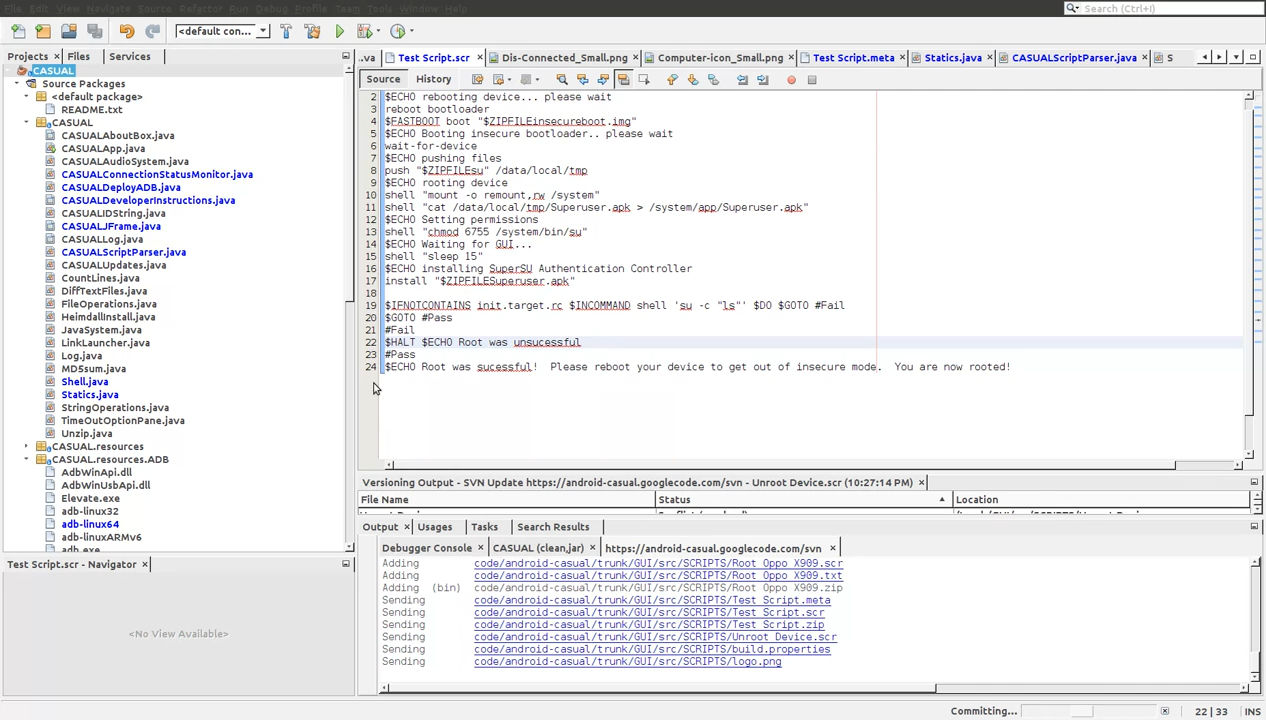 File Edit View Navigate Source Refactor Run Debug Profile Team Tools Window Help
Search (Ctrl+I)
<default con...
Projects Files Services
.va Test Script.scr Dis-Connected_Small.png Computer-icon_Small.png Test Script.meta Statics.java CASUALScriptParser.java S
Source History
CASUAL
Source Packages
<default package>
README.txt
CASUAL
CASUALAboutBox.java
CASUALApp.java
CASUALAudioSystem.java
CASUALConnectionStatusMonitor.java
CASUALDeployADB.java
CASUALDeveloperInstructions.java
CASUALIDString.java
CASUALJFrame.java
CASUALLog.java
CASUALScriptParser.java
CASUALUpdates.java
CountLines.java
DiffTextFiles.java
FileOperations.java
HeimdallInstall.java
JavaSystem.java
LinkedList.java
Log.java
MD5sum.java
Shell.java
Statics.java
StringOperations.java
TimeOutOptionPane.java
Unzip.java
CASUAL.resources
CASUAL.resources.ADB
AdbWinApi.dll
AdbWinUsbApi.dll
Elevate.exe
adb-linux32
adb-linux64
adb-linuxARMv6
adb.exe
2 $ECHO rebooting device... please wait
3 reboot bootloader
4 $FASTBOOT boot "$ZIPFILEinsecureboot.img"
5 $ECHO Booting insecure bootloader.. please wait
6 wait-for-device
7 $ECHO pushing files
8 push "$ZIPFILEsu" /data/local/tmp
9 $ECHO rooting device
10 shell "mount -o remount,rw /system"
11 shell "cat /data/local/tmp/Superuser.apk > /system/app/Superuser.apk"
12 $ECHO Setting permissions
13 shell "chmod 6755 /system/bin/su"
14 $ECHO Waiting for GUI...
15 shell "sleep 15"
16 $ECHO installing SuperSU Authentication Controller
17 install "$ZIPFILESuperuser.apk"
18
19 $IFNOTCONTAINS init.target.rc $INCOMMAND shell 'su -c "ls"' $DO $GOTO #Fail
20 $GOTO #Pass
21 #Fail
22 $HALT $ECHO Root was unsucessful
23 #Pass
24 $ECHO Root was sucessful!  Please reboot your device to get out of insecure mode.  You are now rooted!
Versioning Output - SVN Update https://android-casual.googlecode.com/svn - Unroot Device.scr (10:27:14 PM)
File Name Status Location
Output Usages Tasks Search Results
Debugger Console CASUAL (clean,jar) https://android-casual.googlecode.com/svn
Adding code/android-casual/trunk/GUI/src/SCRIPTS/Root Oppo X909.scr
Adding code/android-casual/trunk/GUI/src/SCRIPTS/Root Oppo X909.txt
Adding (bin) code/android-casual/trunk/GUI/src/SCRIPTS/Root Oppo X909.zip
Sending code/android-casual/trunk/GUI/src/SCRIPTS/Test Script.meta
Sending code/android-casual/trunk/GUI/src/SCRIPTS/Test Script.scr
Sending code/android-casual/trunk/GUI/src/SCRIPTS/Test Script.zip
Sending code/android-casual/trunk/GUI/src/SCRIPTS/Unroot Device.scr
Sending code/android-casual/trunk/GUI/src/SCRIPTS/build.properties
Sending code/android-casual/trunk/GUI/src/SCRIPTS/logo.png
Test Script.scr - Navigator
<No View Available>
Committing... 22 | 33 INS